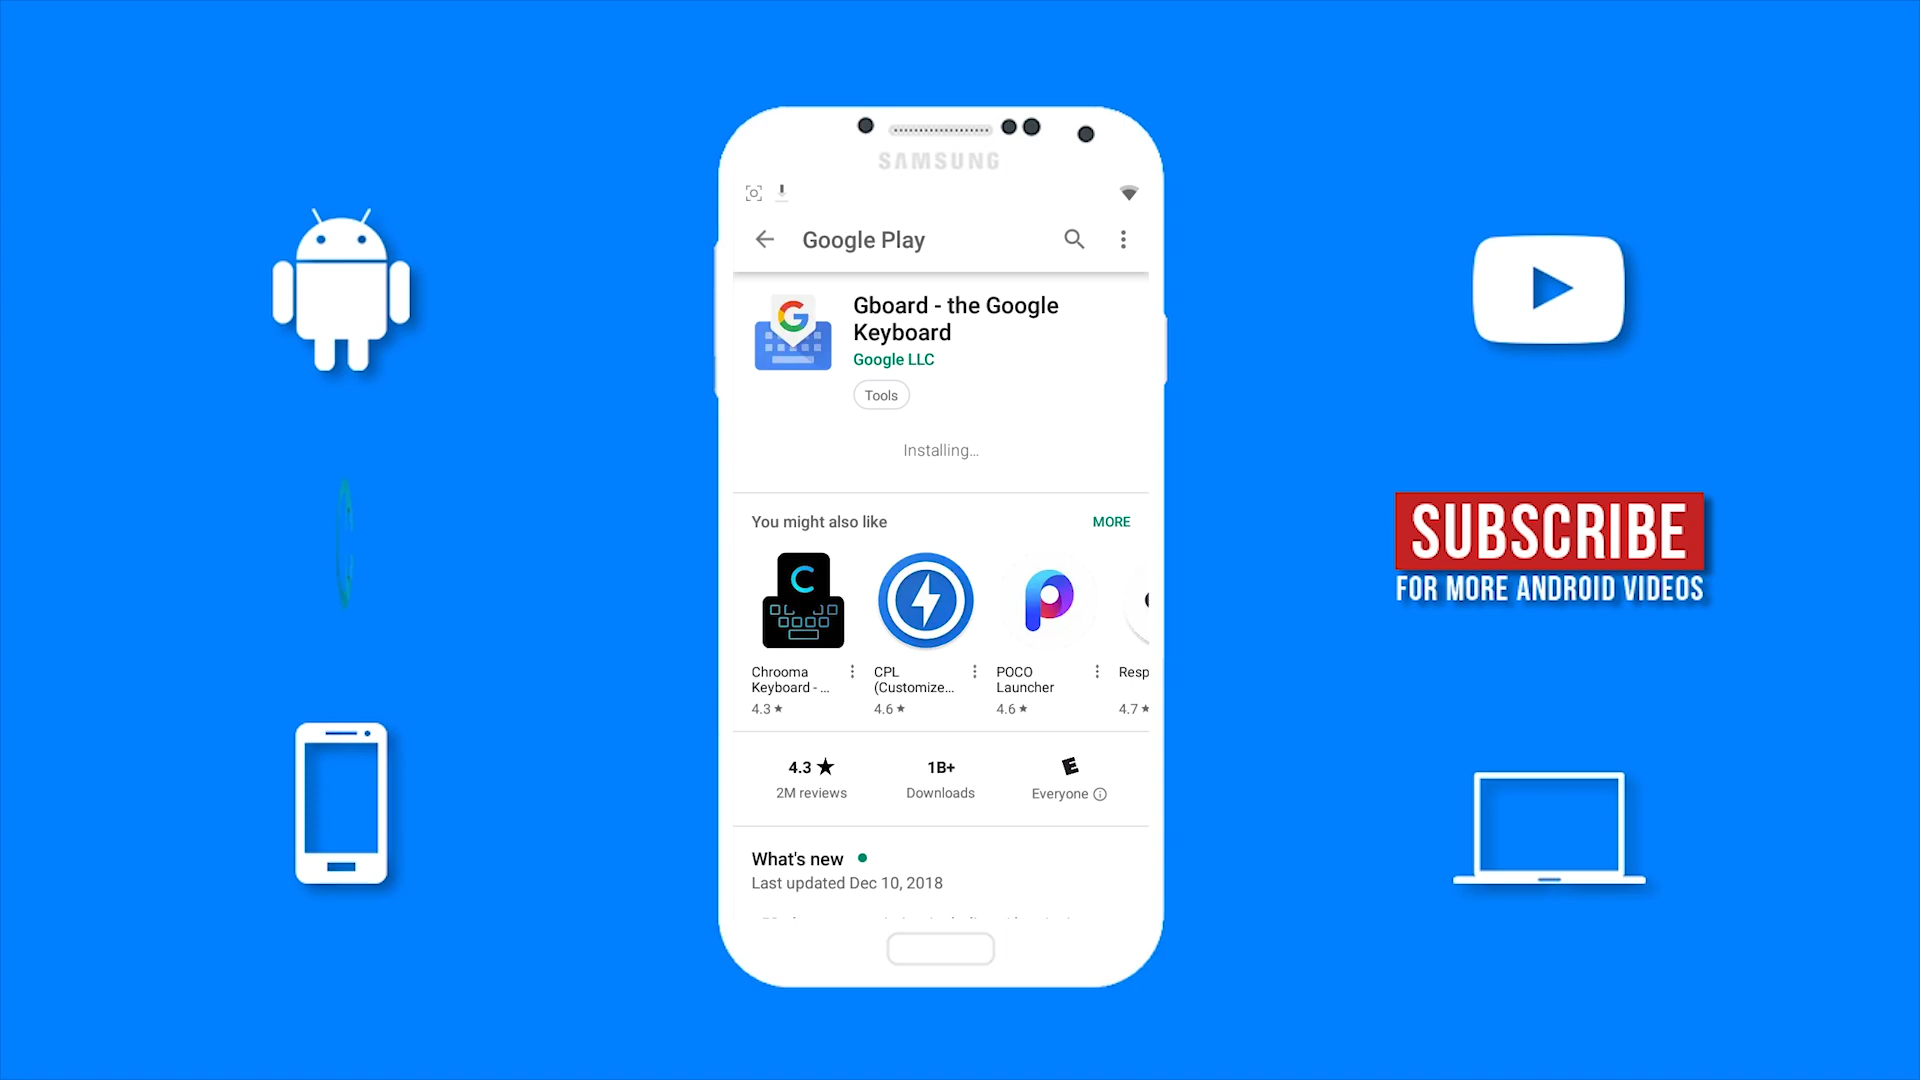 SAMSUNG
Google Play
Gboard - the Google
Keyboard
Google LLC
Tools
Installing...
You might also like
MORE
Chrooma
Keyboard - ...
4.3 ★
CPL
(Customize...
4.6 ★
POCO
Launcher
4.6 ★
Resp
4.7 ★
4.3 ★
2M reviews
1B+
Downloads
E
Everyone
What's new
Last updated Dec 10, 2018
SUBSCRIBE
FOR MORE ANDROID VIDEOS